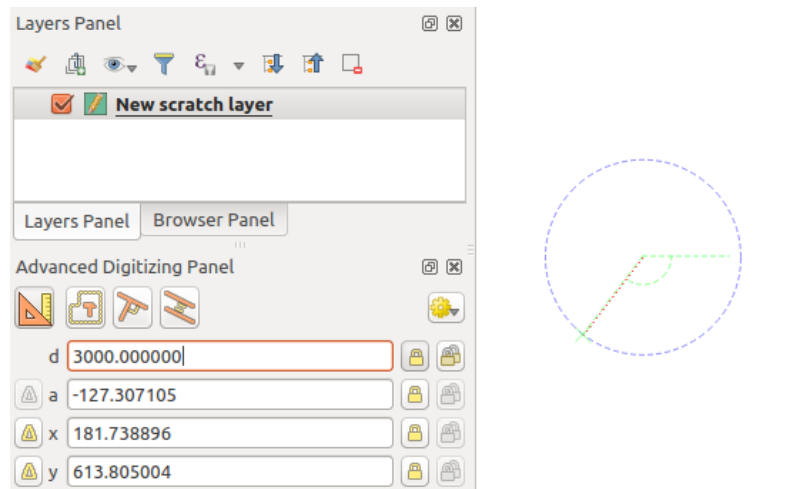 Layers Panel
New scratch layer
Layers Panel Browser Panel
Advanced Digitizing Panel
d 3000.000000
a -127.307105
x 181.738896
y 613.805004